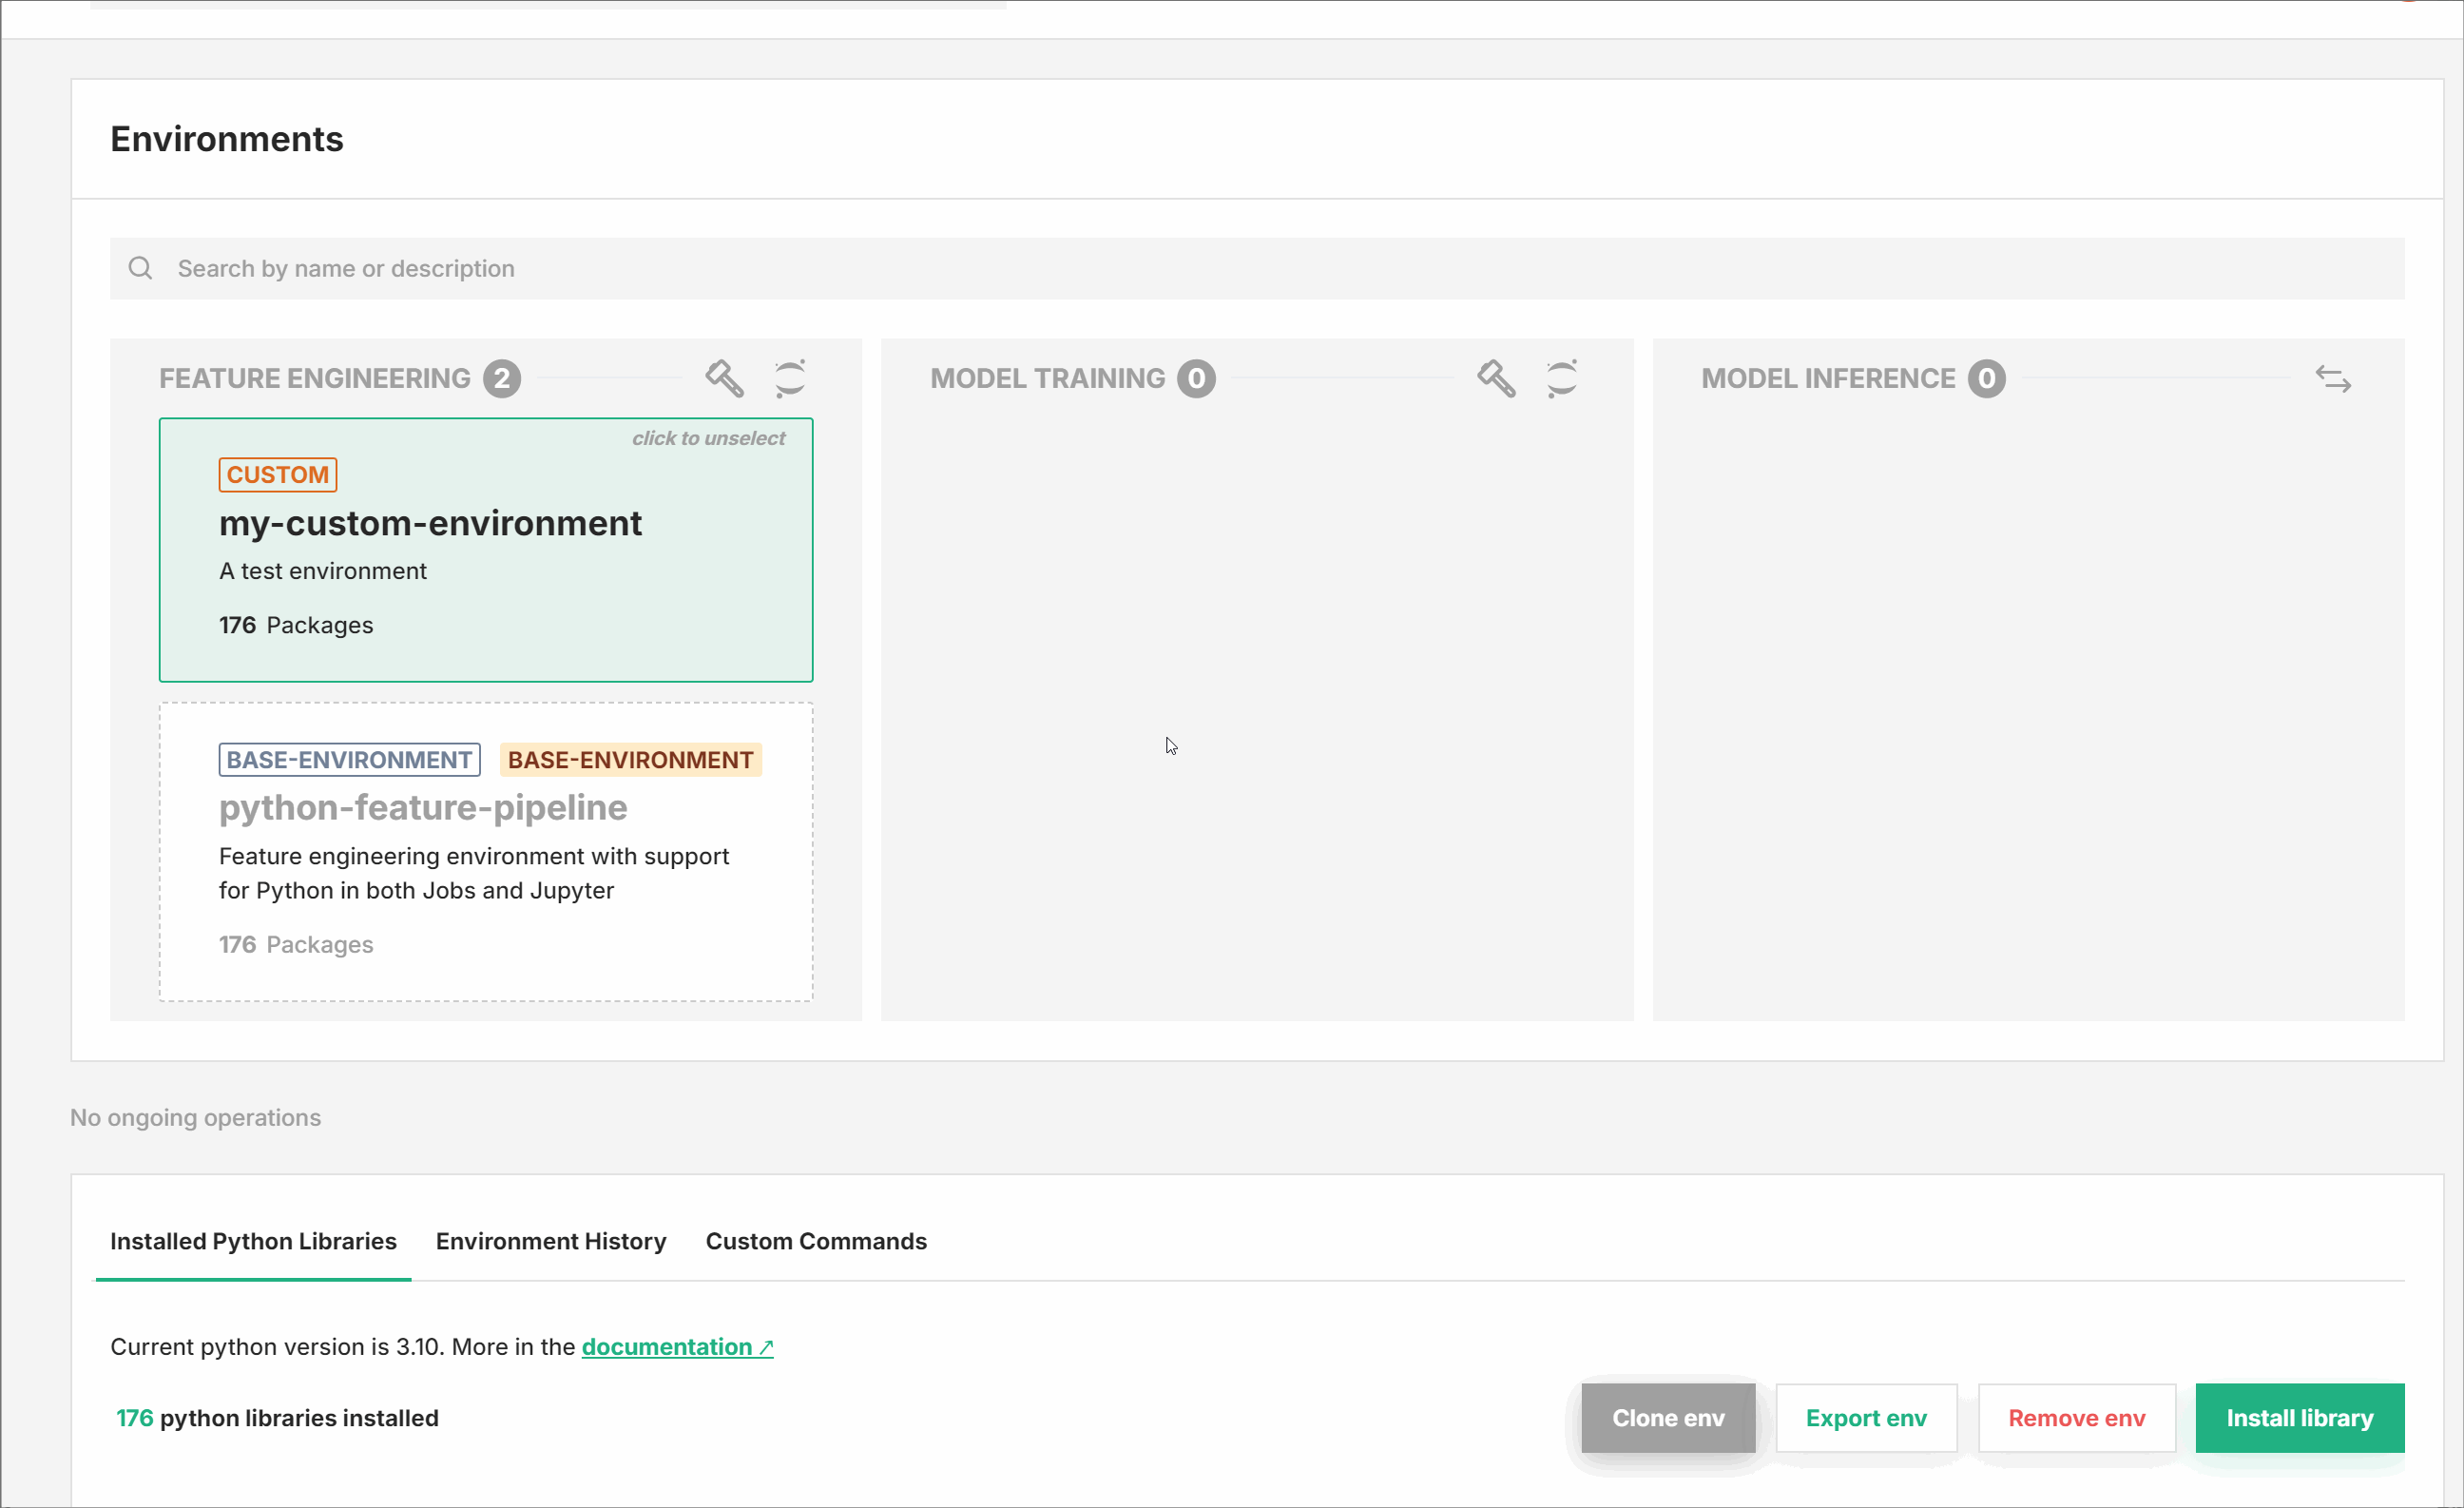 Environments
Search by name or description
FEATURE ENGINEERING 2
click to unselect
CUSTOM
my-custom-environment
A test environment
176 Packages
BASE-ENVIRONMENT BASE-ENVIRONMENT
python-feature-pipeline
Feature engineering environment with support
for Python in both Jobs and Jupyter
176 Packages
MODEL TRAINING 0
MODEL INFERENCE 0
No ongoing operations
Installed Python Libraries Environment History Custom Commands
Current python version is 3.10. More in the documentation ↗
176 python libraries installed
Clone env Export env Remove env Install library